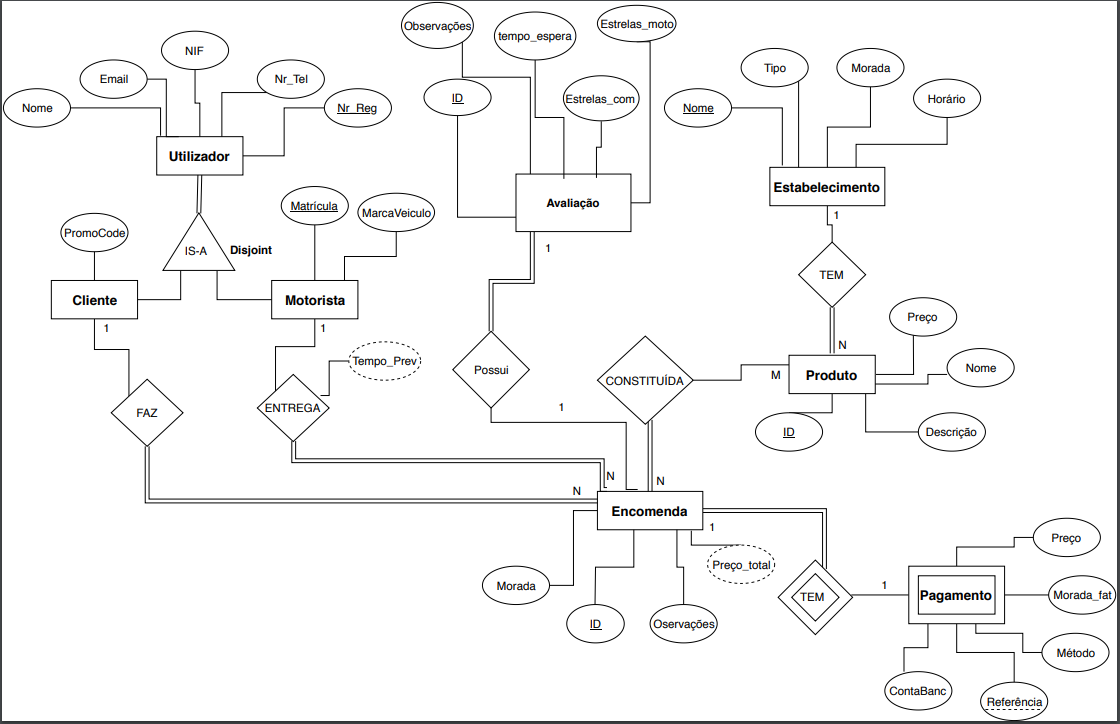 Observações
tempo_espera
Estrelas_moto
NIF
Email
Nr_Tel
Nome
Nr_Reg
ID
Estrelas_com
Tipo
Morada
Nome
Horário
Utilizador
Avaliação
Estabelecimento
1
1
PromoCode
Matrícula
MarcaVeiculo
IS-A
Disjoint
TEM
Cliente
Motorista
1
1
Preço
N
Tempo_Prev
Possui
CONSTITUÍDA
M
Produto
Nome
FAZ
ENTREGA
1
ID
Descrição
N
N
N
Encomenda
1
Preço_total
Morada
ID
Oservações
TEM
1
Pagamento
Preço
Morada_fat
Método
ContaBanc
Referência